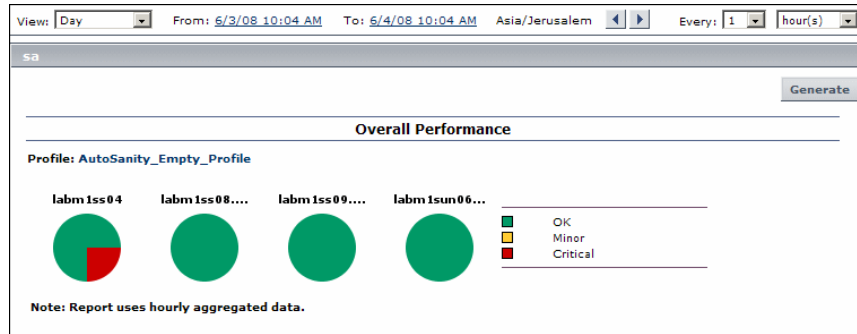 View: Day From: 6/3/08 10:04 AM To: 6/4/08 10:04 AM Asia/Jerusalem Every: 1 hour(s)
sa
Generate
Overall Performance
Profile: AutoSanity_Empty_Profile
labm1ss04 labm1ss08.... labm1ss09.... labm1sun06...
OK
Minor
Critical
Note: Report uses hourly aggregated data.